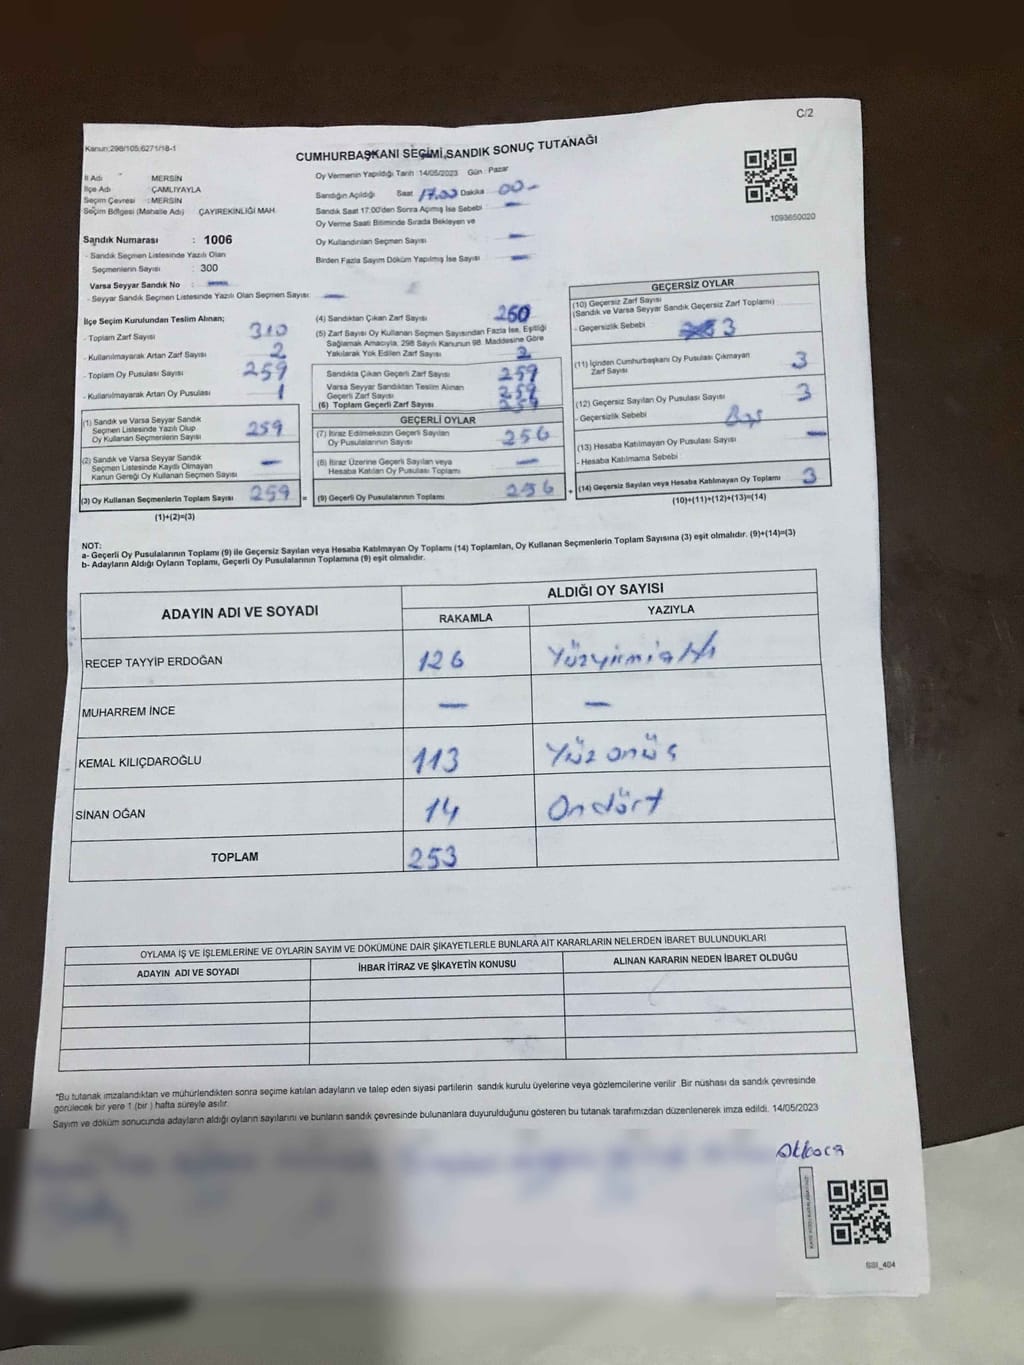 C/2
Kanun:298/105;6271/18-1
CUMHURBAŞKANI SEÇİMİ SANDIK SONUÇ TUTANAĞI
İl Adı : MERSİN
İlçe Adı : ÇAMLIYAYLA
Seçim Çevresi : MERSİN
Seçim Bölgesi (Mahalle Adı) ÇAYIREKİNLİĞİ MAH.
Sandık Numarası : 1006
- Sandık Seçmen Listesinde Yazılı Olan
Seçmenlerin Sayısı : 300
Varsa Seyyar Sandık No : -
- Seyyar Sandık Seçmen Listesinde Yazılı Olan Seçmen Sayısı: -
Oy Vermenin Yapıldığı Tarih :14/05/2023 Gün : Pazar
Sandığın Açıldığı Saat 17.00 Dakika 00-
Sandık Saat 17:00'den Sonra Açımış İse Sebebi -
Oy Verme Saati Bitiminde Sırada Bekleyen ve
Oy Kullandırılan Seçmen Sayısı -
Birden Fazla Sayım Döküm Yapılmış İse Sayısı -
1093650020
İlçe Seçim Kurulundan Teslim Alınan;
- Toplam Zarf Sayısı 310
- Kullanılmayarak Artan Zarf Sayısı 2
- Toplam Oy Pusulası Sayısı 259
- Kullanılmayarak Artan Oy Pusulası 1
(1) Sandık ve Varsa Seyyar Sandık
Seçmen Listesinde Yazılı Olup
Oy Kullanan Seçmenlerin Sayısı 259
(2) Sandık ve Varsa Seyyar Sandık
Seçmen Listesinde Kayıtlı Olmayan
Kanun Gereği Oy Kullanan Seçmen Sayısı -
(3) Oy Kullanan Seçmenlerin Toplam Sayısı 259 =
(1)+(2)=(3)
(4) Sandıktan Çıkan Zarf Sayısı 260
(5) Zarf Sayısı Oy Kullanan Seçmen Sayısından Fazla İse, Eşitliği
Sağlamak Amacıyla, 298 Sayılı Kanunun 98. Maddesine Göre
Yakılarak Yok Edilen Zarf Sayısı 2
Sandıkta Çıkan Geçerli Zarf Sayısı 259
Varsa Seyyar Sandıktan Teslim Alınan
Geçerli Zarf Sayısı 259
(6) Toplam Geçerli Zarf Sayısı 259
GEÇERLİ OYLAR
(7) İtiraz Edilmeksizin Geçerli Sayılan
Oy Pusulalarının Sayısı 256
(8) İtiraz Üzerine Geçerli Sayılan veya
Hesaba Katılan Oy Pusulası Toplamı -
(9) Geçerli Oy Pusulalarının Toplamı 256 +
GEÇERSİZ OYLAR
(10) Geçersiz Zarf Sayısı
(Sandık ve Varsa Seyyar Sandık Geçersiz Zarf Toplamı)
- Geçersizlik Sebebi 3
(11) İçinden Cumhurbaşkanı Oy Pusulası Çıkmayan
Zarf Sayısı 3
(12) Geçersiz Sayılan Oy Pusulası Sayısı 3
- Geçersizlik Sebebi Boş
(13) Hesaba Katılmayan Oy Pusulası Sayısı -
- Hesaba Katılmama Sebebi
(14) Geçersiz Sayılan veya Hesaba Katılmayan Oy Toplamı 3
(10)+(11)+(12)+(13)=(14)
NOT:
a- Geçerli Oy Pusulalarının Toplamı (9) ile Geçersiz Sayılan veya Hesaba Katılmayan Oy Toplamı (14) Toplamları, Oy Kullanan Seçmenlerin Toplam Sayısına (3) eşit olmalıdır. (9)+(14)=(3)
b- Adayların Aldığı Oyların Toplamı, Geçerli Oy Pusulalarının Toplamına (9) eşit olmalıdır.
ADAYIN ADI VE SOYADI ALDIĞI OY SAYISI
RAKAMLA YAZIYLA
RECEP TAYYİP ERDOĞAN 126 Yüzyirmialtı
MUHARREM İNCE - -
KEMAL KILIÇDAROĞLU 113 Yüz onüç
SİNAN OĞAN 14 Ondört
TOPLAM 253
OYLAMA İŞ VE İŞLEMLERİNE VE OYLARIN SAYIM VE DÖKÜMÜNE DAİR ŞİKAYETLERLE BUNLARA AİT KARARLARIN NELERDEN İBARET BULUNDUKLARI
ADAYIN ADI VE SOYADI İHBAR İTİRAZ VE ŞİKAYETİN KONUSU ALINAN KARARIN NEDEN İBARET OLDUĞU
*Bu tutanak imzalandıktan ve mühürlendikten sonra seçime katılan adayların ve talep eden siyasi partilerin sandık kurulu üyelerine veya gözlemcilerine verilir. Bir nüshası da sandık çevresinde
görülecek bir yere 1 (bir ) hafta süreyle asılır.
Sayım ve döküm sonucunda adayların aldığı oyların sayılarını ve bunların sandık çevresinde bulunanlara duyurulduğunu gösteren bu tutanak tarafımızdan düzenlenerek imza edildi. 14/05/2023
SSI_404